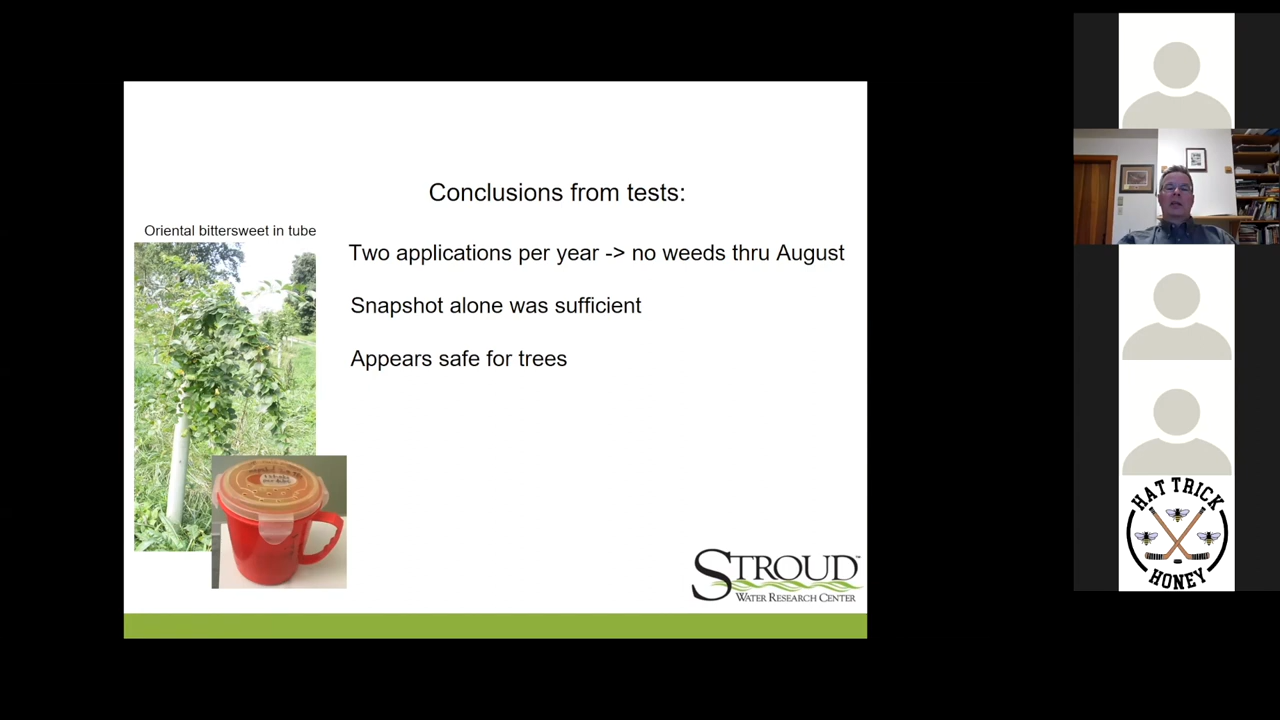 Conclusions from tests:
Oriental bittersweet in tube
Two applications per year -> no weeds thru August
Snapshot alone was sufficient
Appears safe for trees
STROUD™
WATER RESEARCH CENTER
HAT TRICK
HONEY